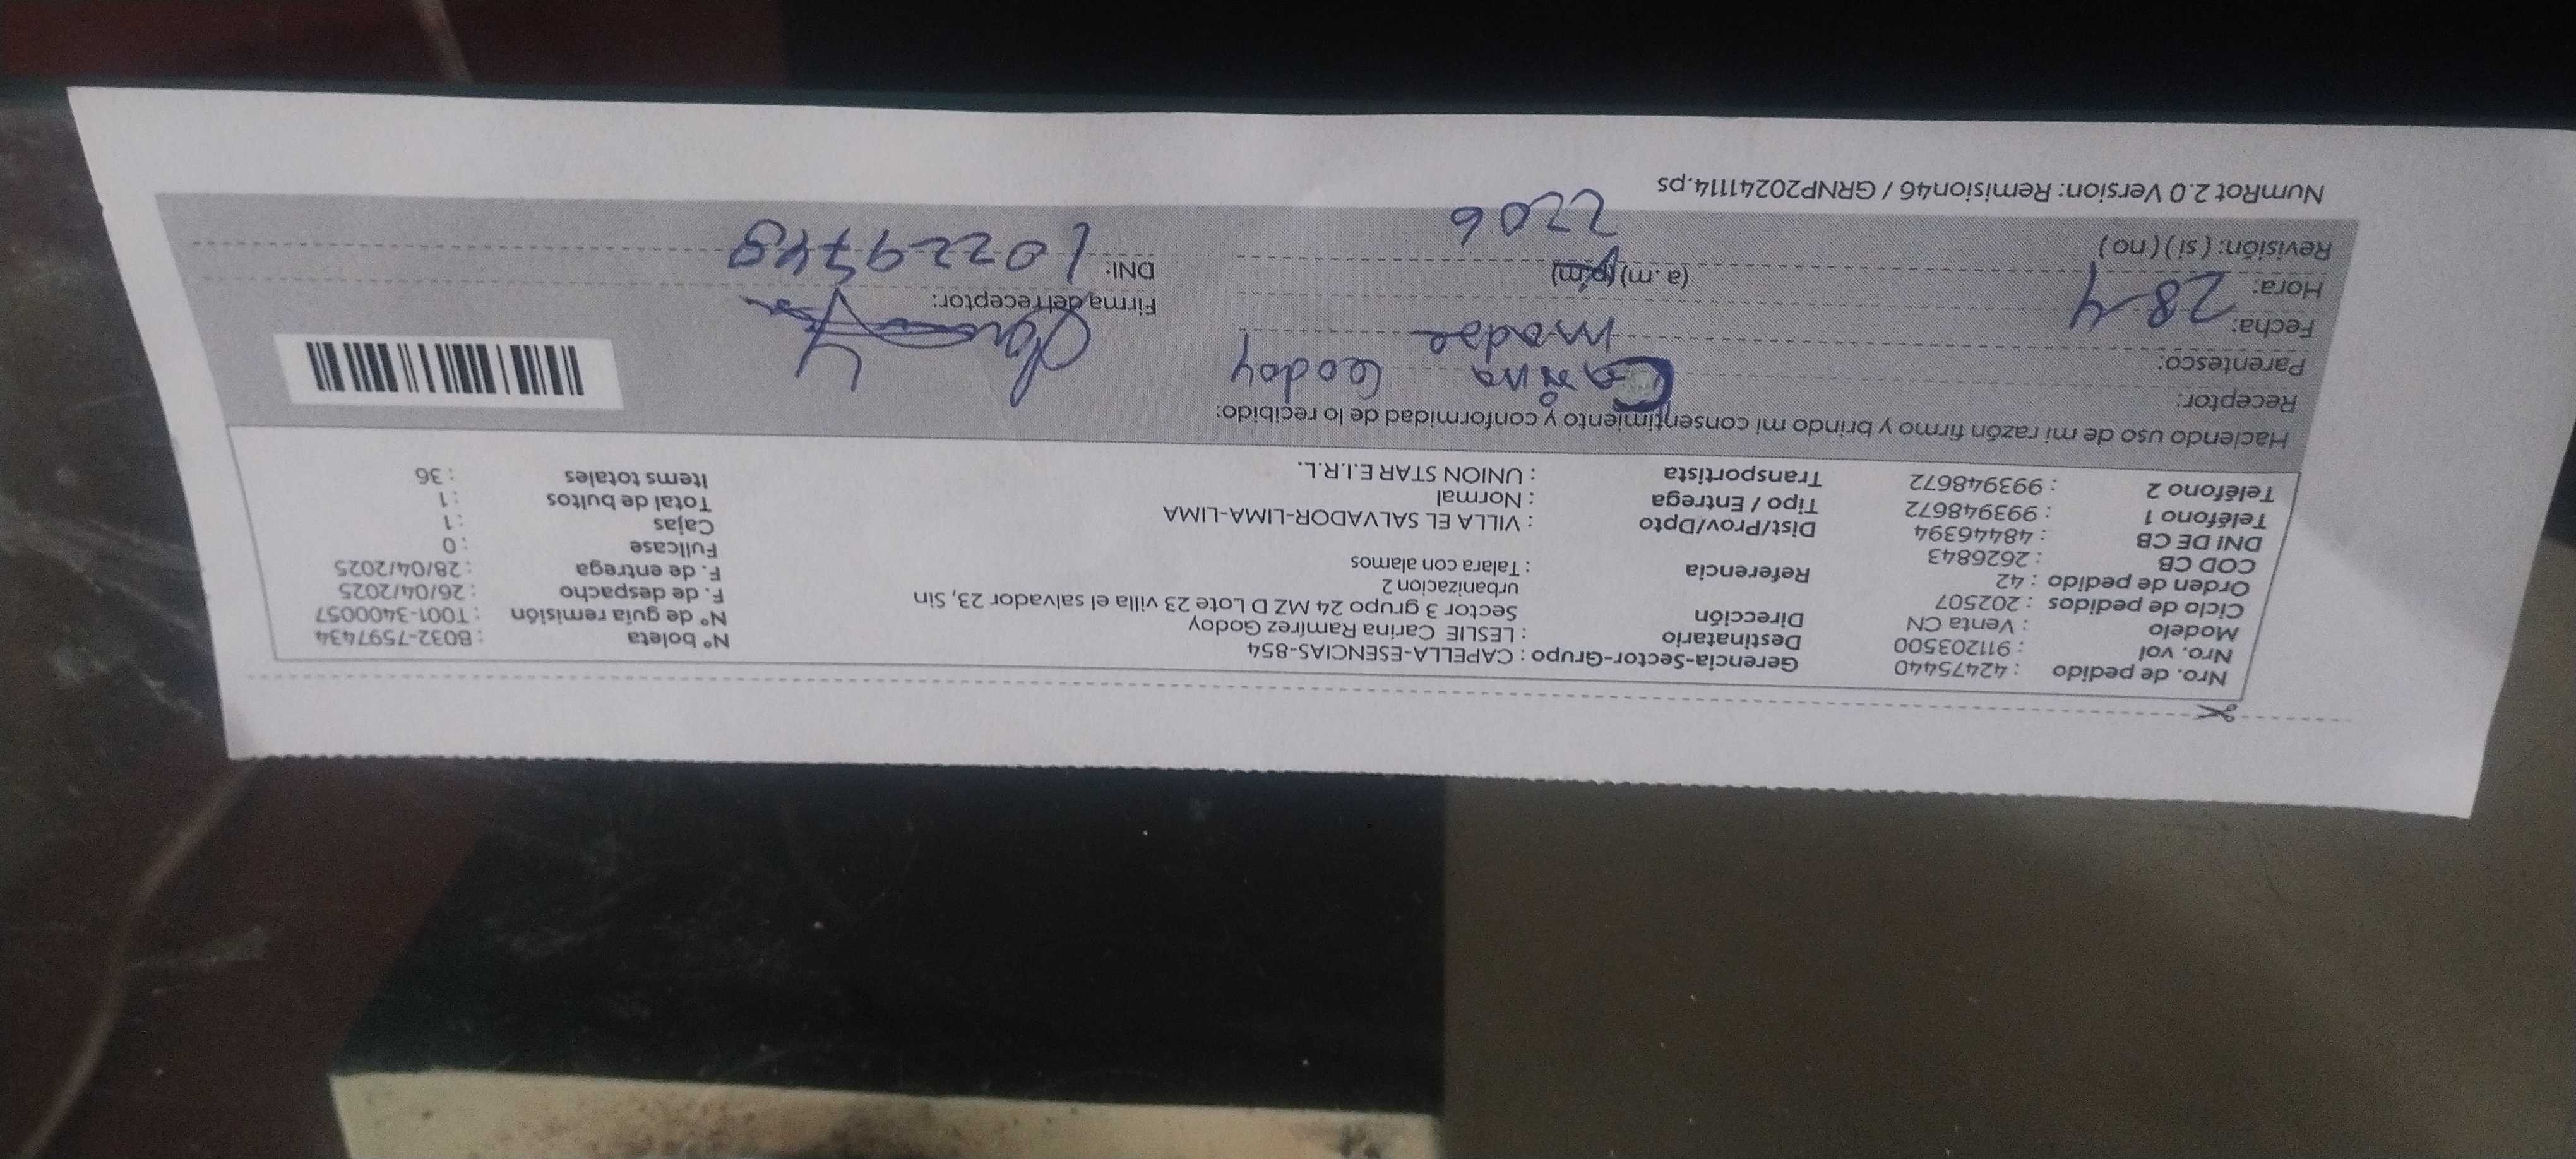 Nro. de pedido : 42475440 Gerencia-Sector-Grupo : CAPELLA-ESENCIAS-854 Nº boleta : B032-7597434
Nro. vol : 911203500 Destinatario : LESLIE Carina Ramírez Godoy Nº de guía remisión : T001-3400057
Modelo : Venta CN Dirección Sector 3 grupo 24 MZ D Lote 23 villa el salvador 23, Sin F. de despacho : 26/04/2025
Ciclo de pedidos : 202507 urbanizacion 2 F. de entrega : 28/04/2025
Orden de pedido : 42 Referencia : Talara con alamos Fullcase : 0
COD CB : 2626843 Cajas : 1
DNI DE CB : 48446394 Dist/Prov/Dpto : VILLA EL SALVADOR-LIMA-LIMA Total de bultos : 1
Teléfono 1 : 993948672 Tipo / Entrega : Normal Items totales : 36
Teléfono 2 : 993948672 Transportista : UNION STAR E.I.R.L.
Haciendo uso de mi razón firmo y brindo mi consentimiento y conformidad de lo recibido:
Receptor: Carina Godoy
Parentesco: madre
Fecha: 28 4 Firma del receptor:
Hora: (a.m) (p.m) DNI: 10229748
Revisión: ( si ) ( no ) 2206
NumRot 2.0 Version: Remision46 / GRNP20241114.ps